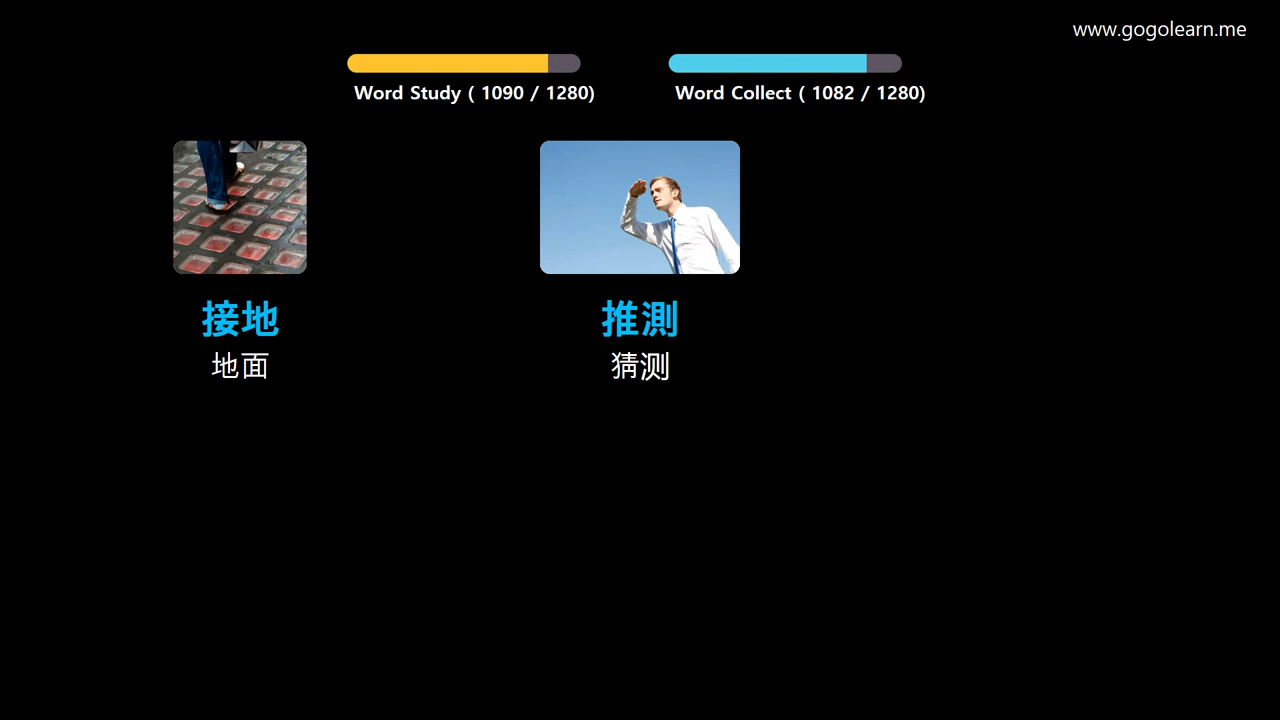 www.gogolearn.me
Word Study ( 1090 / 1280)
Word Collect ( 1082 / 1280)
接地
地面
推測
猜测